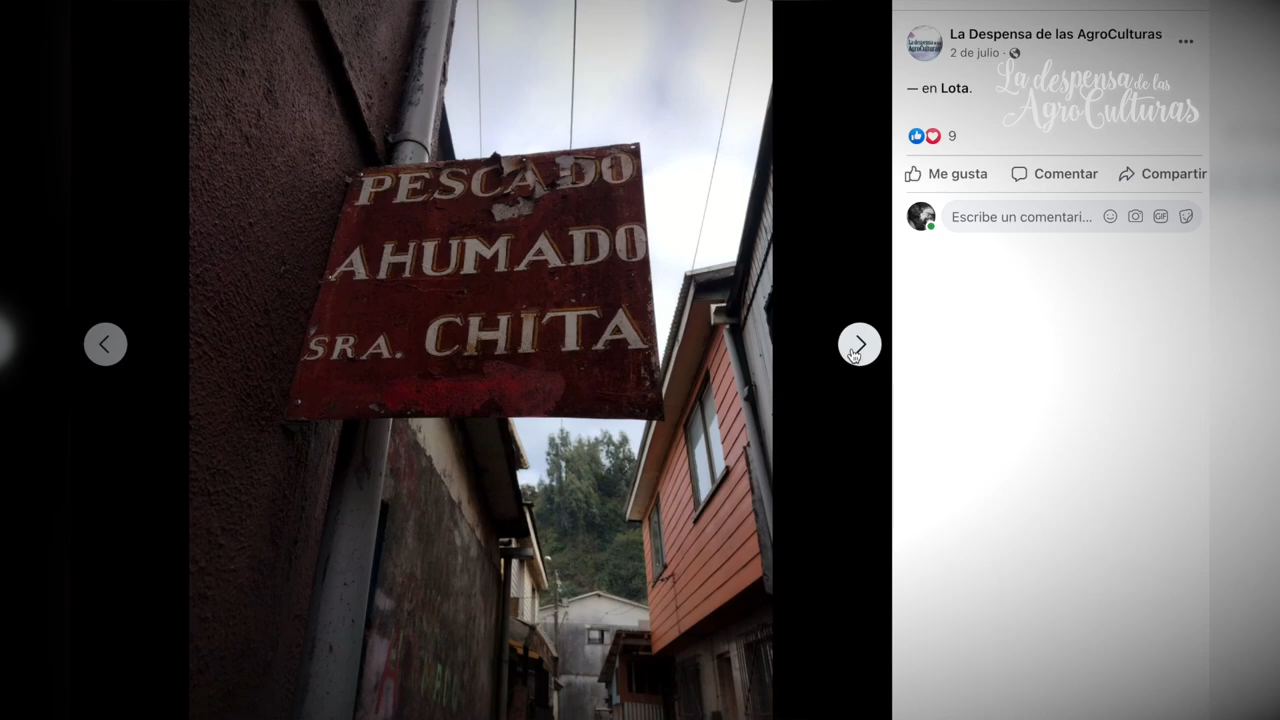 PESCADO
AHUMADO
SRA. CHITA
La Despensa de las AgroCulturas
2 de julio ·
— en Lota.
La despensa de las
AgroCulturas
9
Me gusta
Comentar
Compartir
Escribe un comentari...
GIF